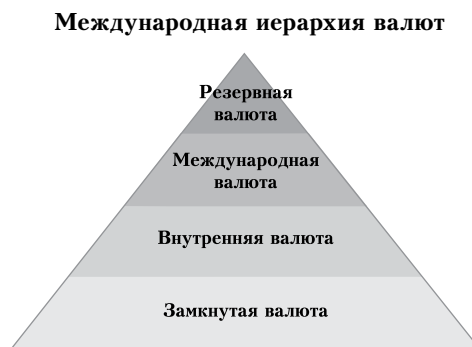 Международная иерархия валют
Резервная
валюта
Международная
валюта
Внутренняя валюта
Замкнутая валюта